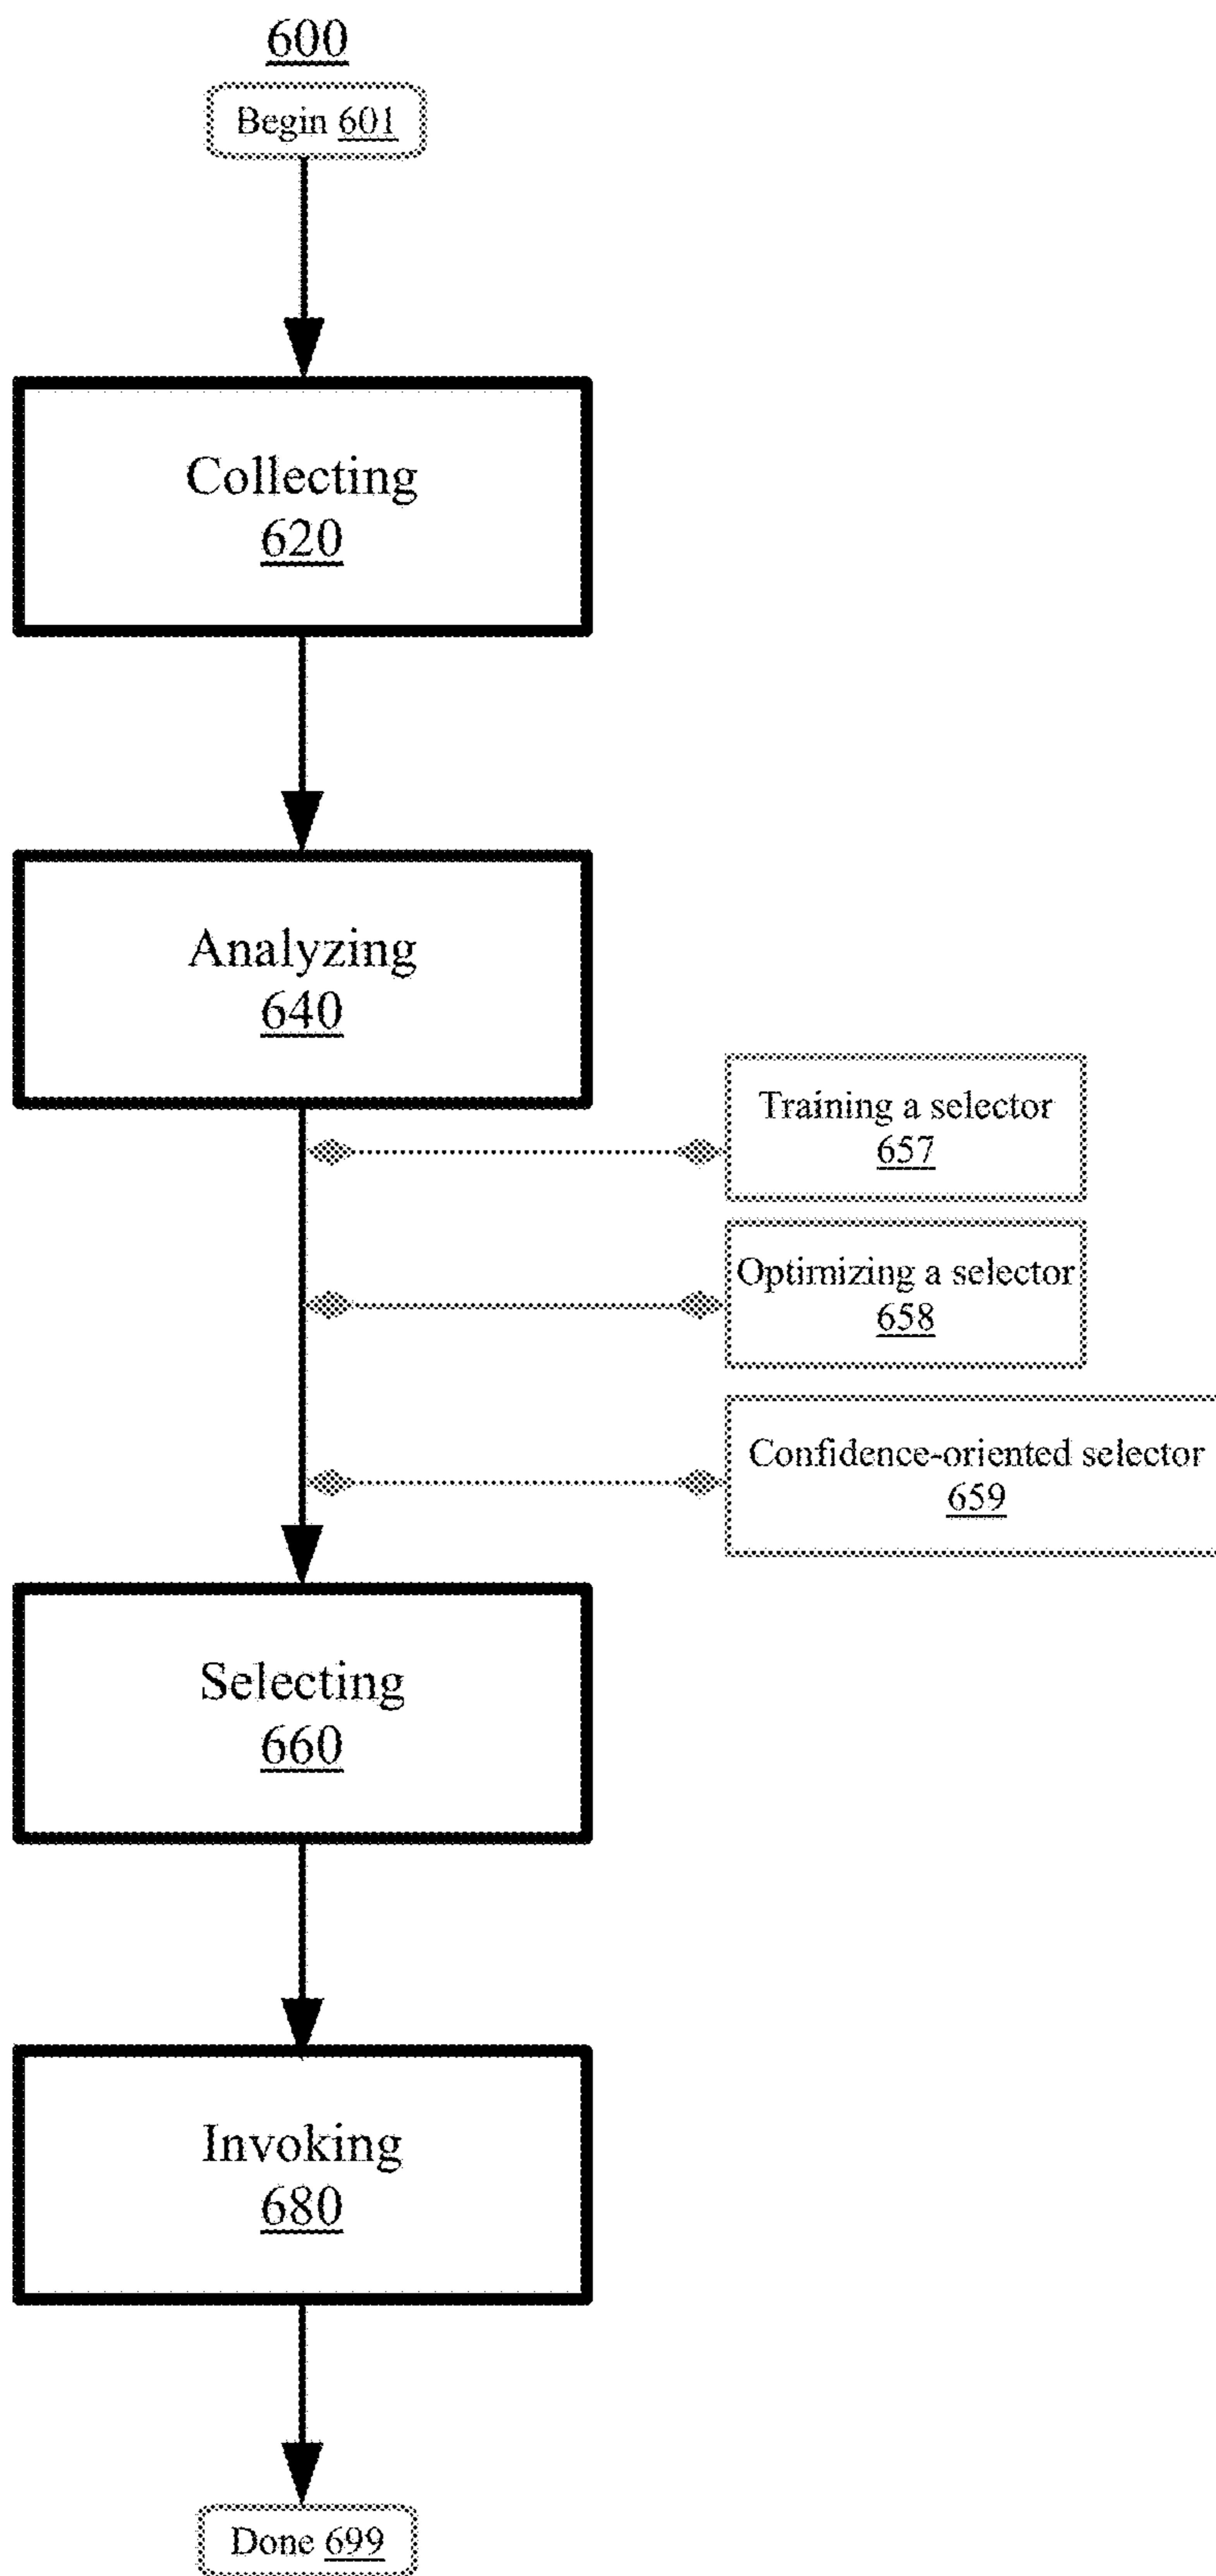 600
Begin 601
Collecting
620
Analyzing
640
Training a selector
657
Optimizing a selector
658
Confidence-oriented selector
659
Selecting
660
Invoking
680
Done 699